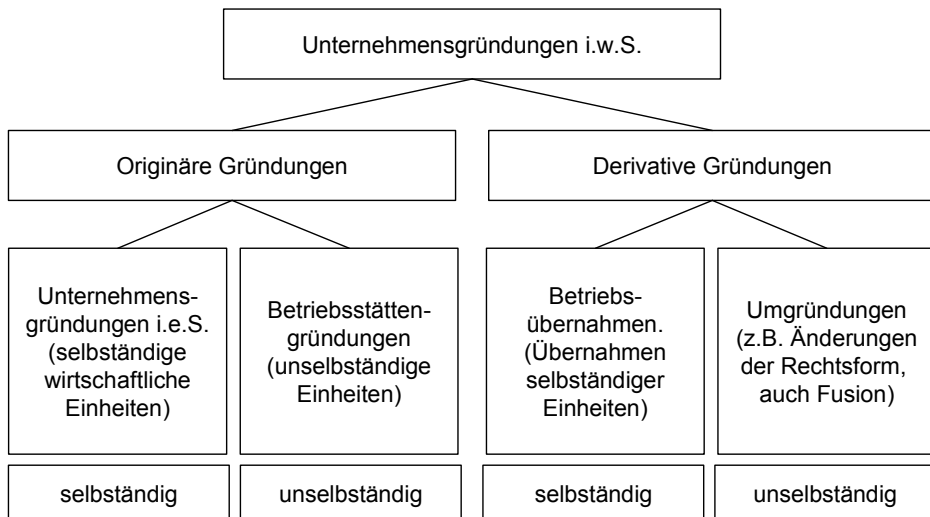 Unternehmensgründungen i.w.S.
Originäre Gründungen
Derivative Gründungen
Unternehmens-
gründungen i.e.S.
(selbständige
wirtschaftliche
Einheiten)
Betriebsstätten-
gründungen
(unselbständige
Einheiten)
Betriebs-
übernahmen.
(Übernahmen
selbständiger
Einheiten)
Umgründungen
(z.B. Änderungen
der Rechtsform,
auch Fusion)
selbständig
unselbständig
selbständig
unselbständig